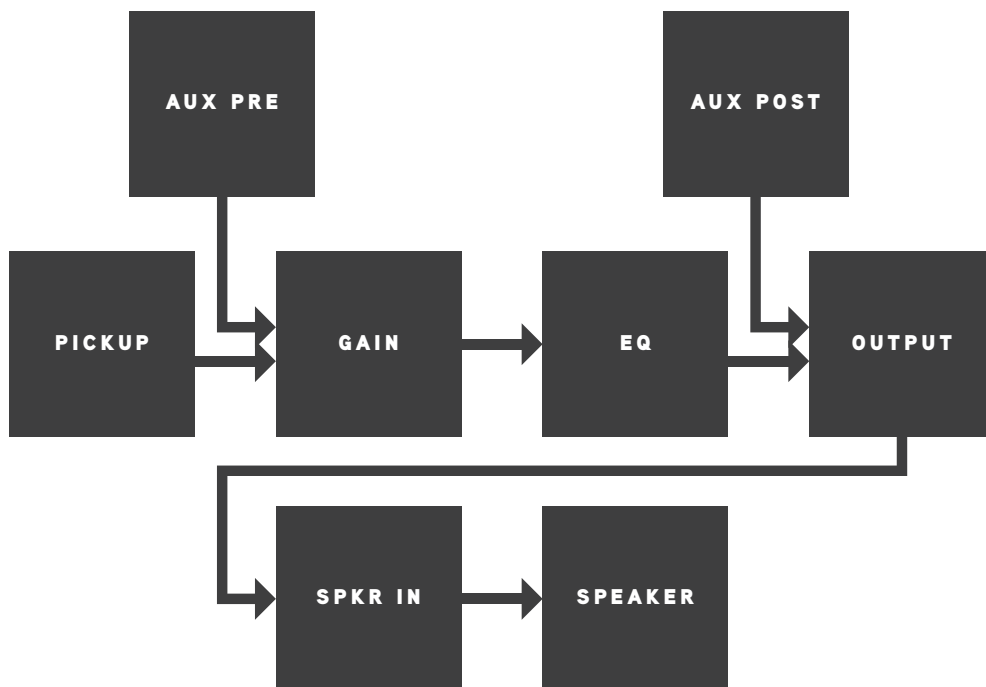 AUX PRE
AUX POST
PICKUP
GAIN
EQ
OUTPUT
SPKR IN
SPEAKER